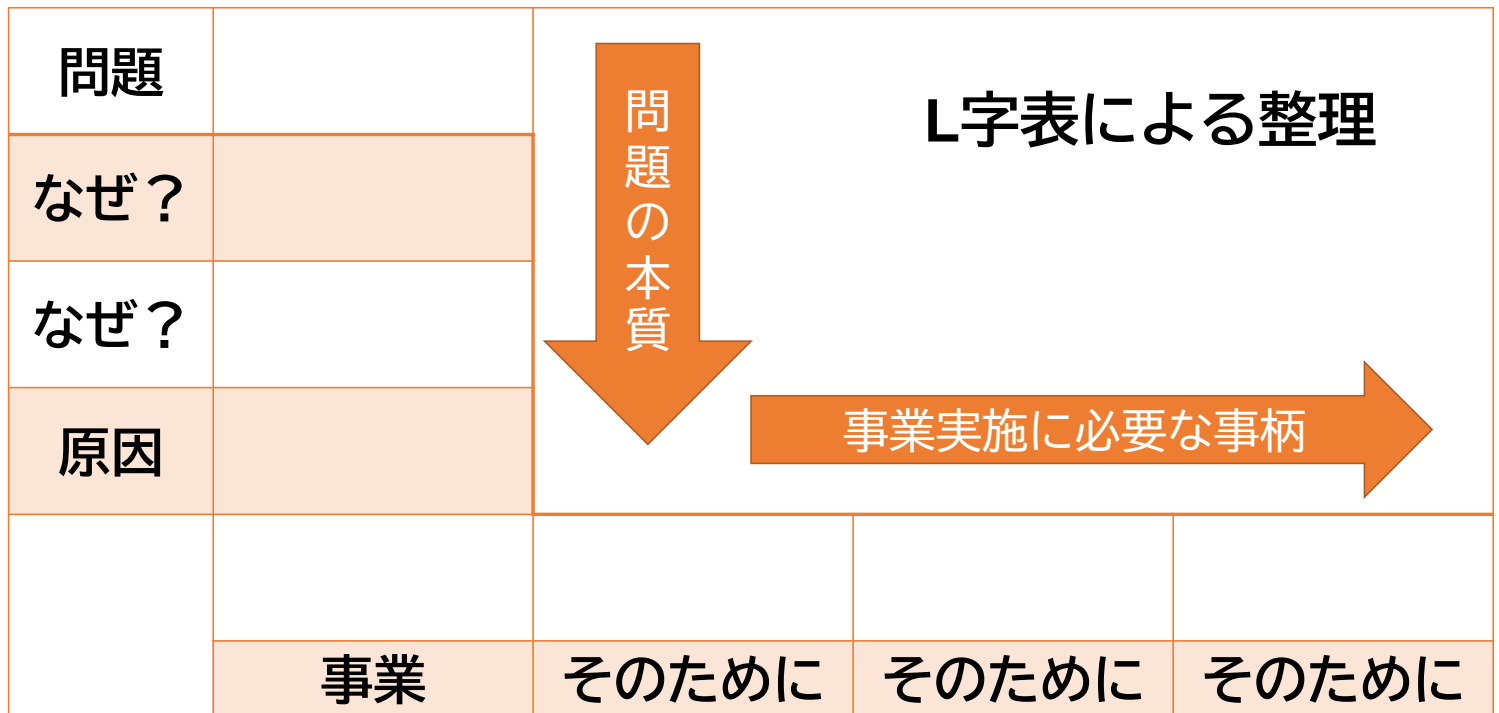 問題
なぜ？
なぜ？
原因
問題の本質
L字表による整理
事業実施に必要な事柄
事業
そのために
そのために
そのために